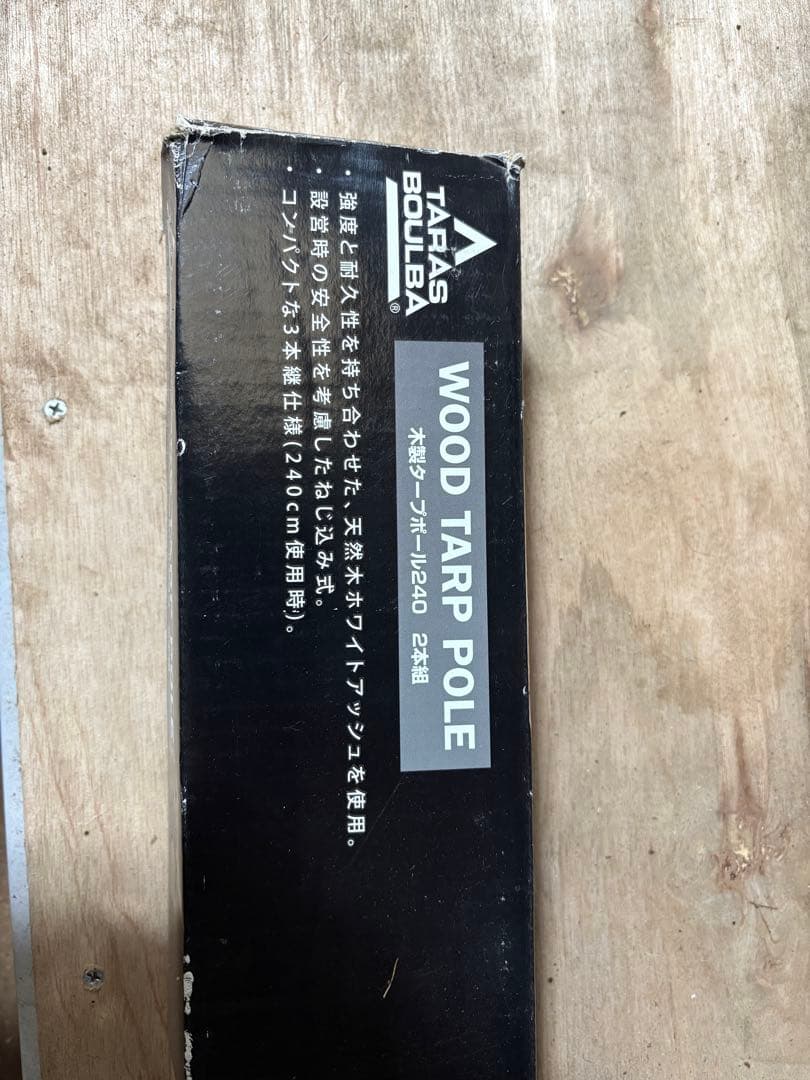 TARAS
BOULBA®
WOOD TARP POLE
木製タープポール240 2本組
・強度と耐久性を持ち合わせた、天然木ホワイトアッシュを使用。
・設営時の安全性を考慮したねじ込み式。
・コンパクトな3本継仕様(240cm使用時)。